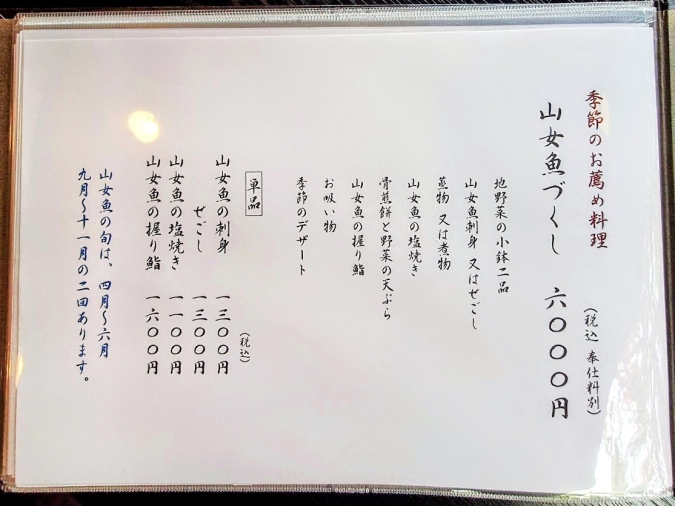 季節のお薦め料理
山女魚づくし 六〇〇〇円
(税込 奉仕料別)
地野菜の小鉢二品
山女魚刺身 又はせごし
蒸物 又は煮物
山女魚の塩焼き
骨煎餅と野菜の天ぷら
山女魚の握り鮨
お吸い物
季節のデザート
単品
(税込)
山女魚の刺身 一三〇〇円
せごし 一三〇〇円
山女魚の塩焼き 一一〇〇円
山女魚の握り鮨 一六〇〇円
山女魚の旬は、四月〜六月
九月〜十一月の二回あります。